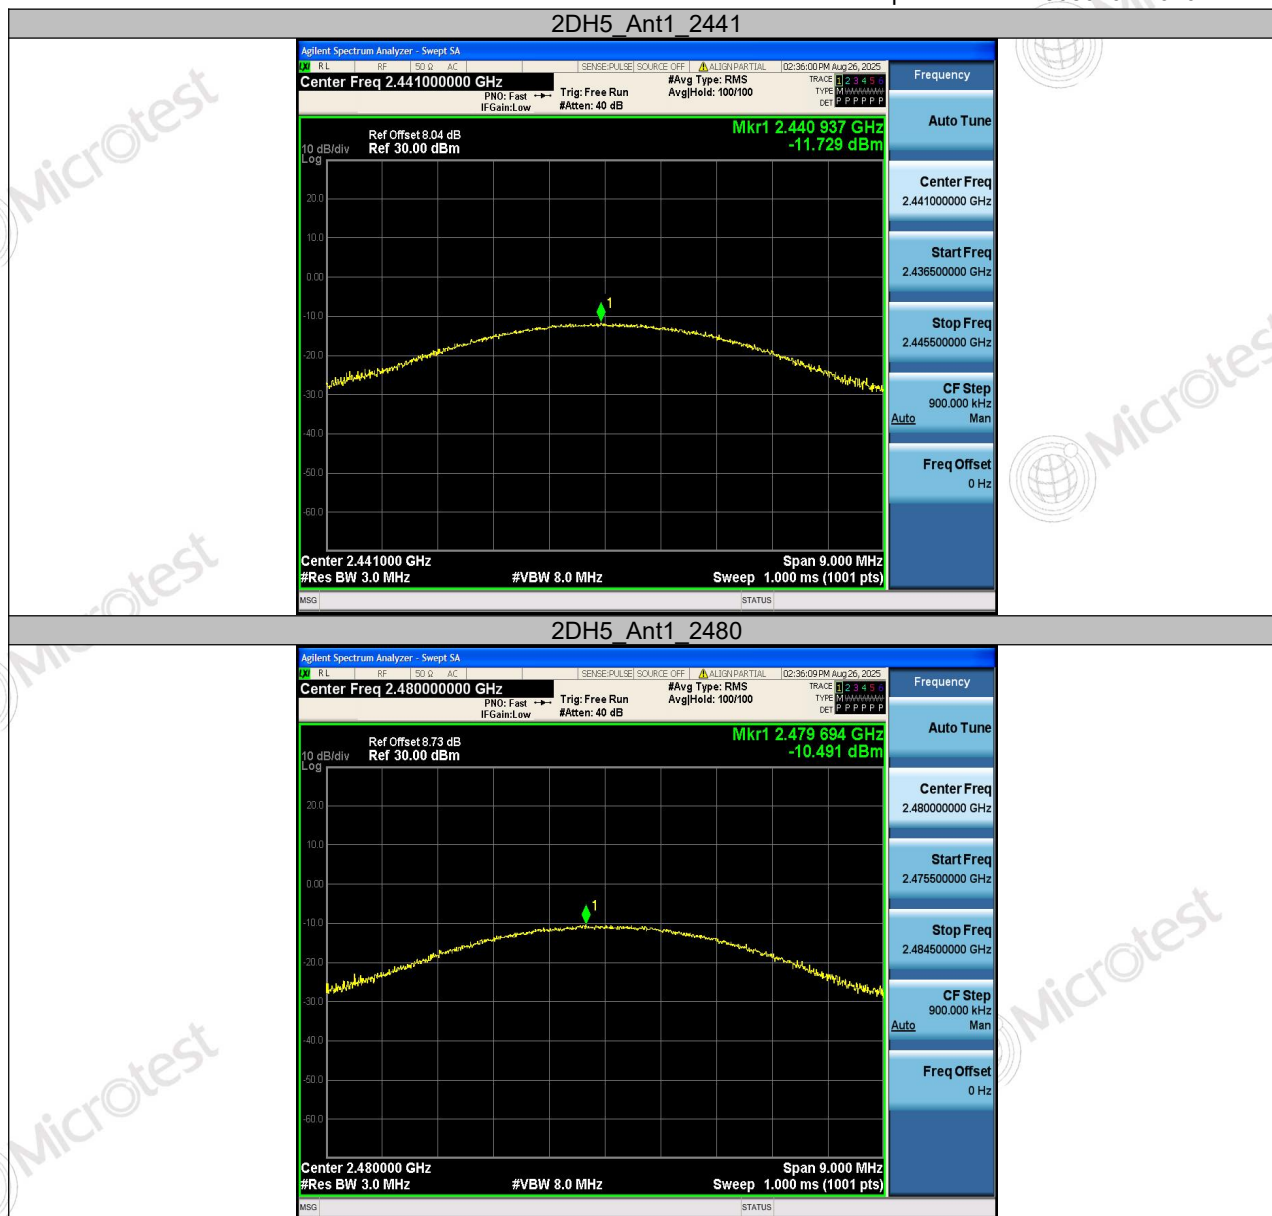 2DH5_Ant1_2441
Agilent Spectrum Analyzer - Swept SA
RL RF 50 Ω AC SENSE:PULSE SOURCE OFF ALIGN PARTIAL 02:36:00 PM Aug 26, 2025
Center Freq 2.441000000 GHz
PNO: Fast
IFGain:Low
Trig: Free Run
#Atten: 40 dB
#Avg Type: RMS
Avg|Hold: 100/100
TRACE 1 2 3 4 5 6
TYPE M
DET P P P P P P
Frequency
Mkr1 2.440 937 GHz
-11.729 dBm
Ref Offset 8.04 dB
10 dB/div Ref 30.00 dBm
Log
20.0
10.0
0.00
-10.0
-20.0
-30.0
-40.0
-50.0
-60.0
1
Auto Tune
Center Freq
2.441000000 GHz
Start Freq
2.436500000 GHz
Stop Freq
2.445500000 GHz
CF Step
900.000 kHz
Auto Man
Freq Offset
0 Hz
Center 2.441000 GHz Span 9.000 MHz
#Res BW 3.0 MHz #VBW 8.0 MHz Sweep 1.000 ms (1001 pts)
MSG STATUS
2DH5_Ant1_2480
Agilent Spectrum Analyzer - Swept SA
RL RF 50 Ω AC SENSE:PULSE SOURCE OFF ALIGN PARTIAL 02:36:09 PM Aug 26, 2025
Center Freq 2.480000000 GHz
PNO: Fast
IFGain:Low
Trig: Free Run
#Atten: 40 dB
#Avg Type: RMS
Avg|Hold: 100/100
TRACE 1 2 3 4 5 6
TYPE M
DET P P P P P P
Frequency
Mkr1 2.479 694 GHz
-10.491 dBm
Ref Offset 8.73 dB
10 dB/div Ref 30.00 dBm
Log
20.0
10.0
0.00
-10.0
-20.0
-30.0
-40.0
-50.0
-60.0
1
Auto Tune
Center Freq
2.480000000 GHz
Start Freq
2.475500000 GHz
Stop Freq
2.484500000 GHz
CF Step
900.000 kHz
Auto Man
Freq Offset
0 Hz
Center 2.480000 GHz Span 9.000 MHz
#Res BW 3.0 MHz #VBW 8.0 MHz Sweep 1.000 ms (1001 pts)
MSG STATUS
Microtest
Microtest
Microtest
Microtest
Microtest